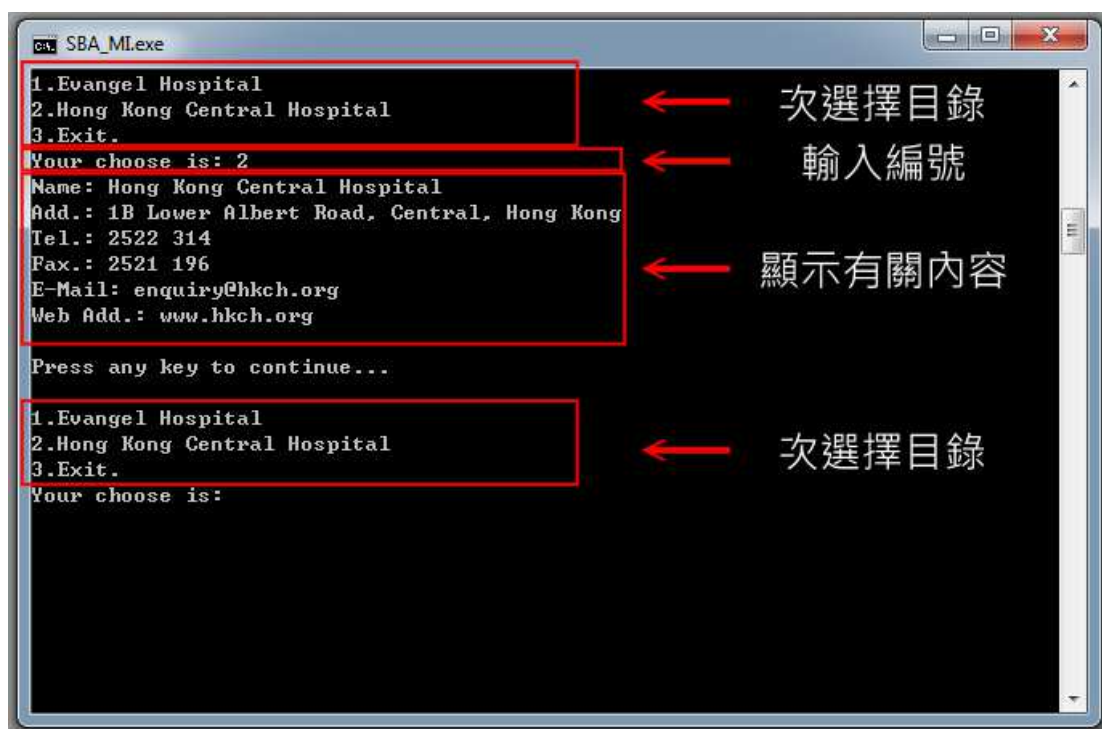 SBA_MI.exe
1.Evangel Hospital
2.Hong Kong Central Hospital
3.Exit.
次選擇目錄
Your choose is: 2
輸入編號
Name: Hong Kong Central Hospital
Add.: 1B Lower Albert Road, Central, Hong Kong
Tel.: 2522 314
Fax.: 2521 196
E-Mail: enquiry@hkch.org
Web Add.: www.hkch.org
顯示有關內容
Press any key to continue...
1.Evangel Hospital
2.Hong Kong Central Hospital
3.Exit.
次選擇目錄
Your choose is: